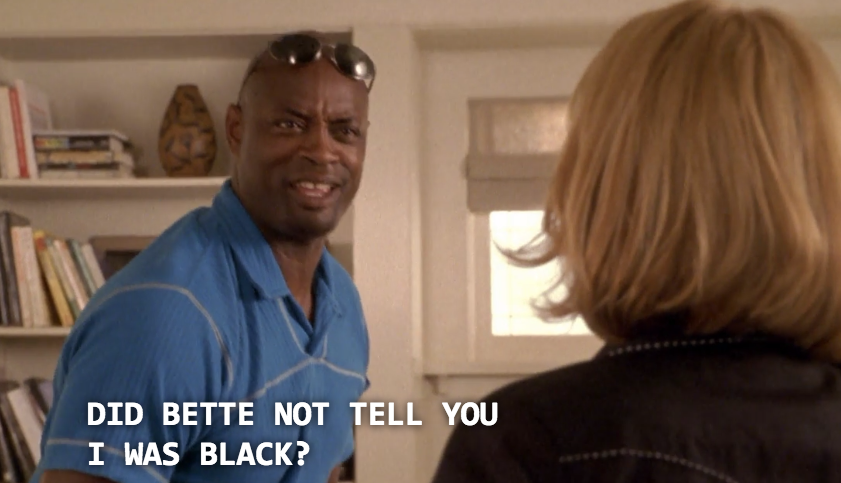 DID BETTE NOT TELL YOU
I WAS BLACK?